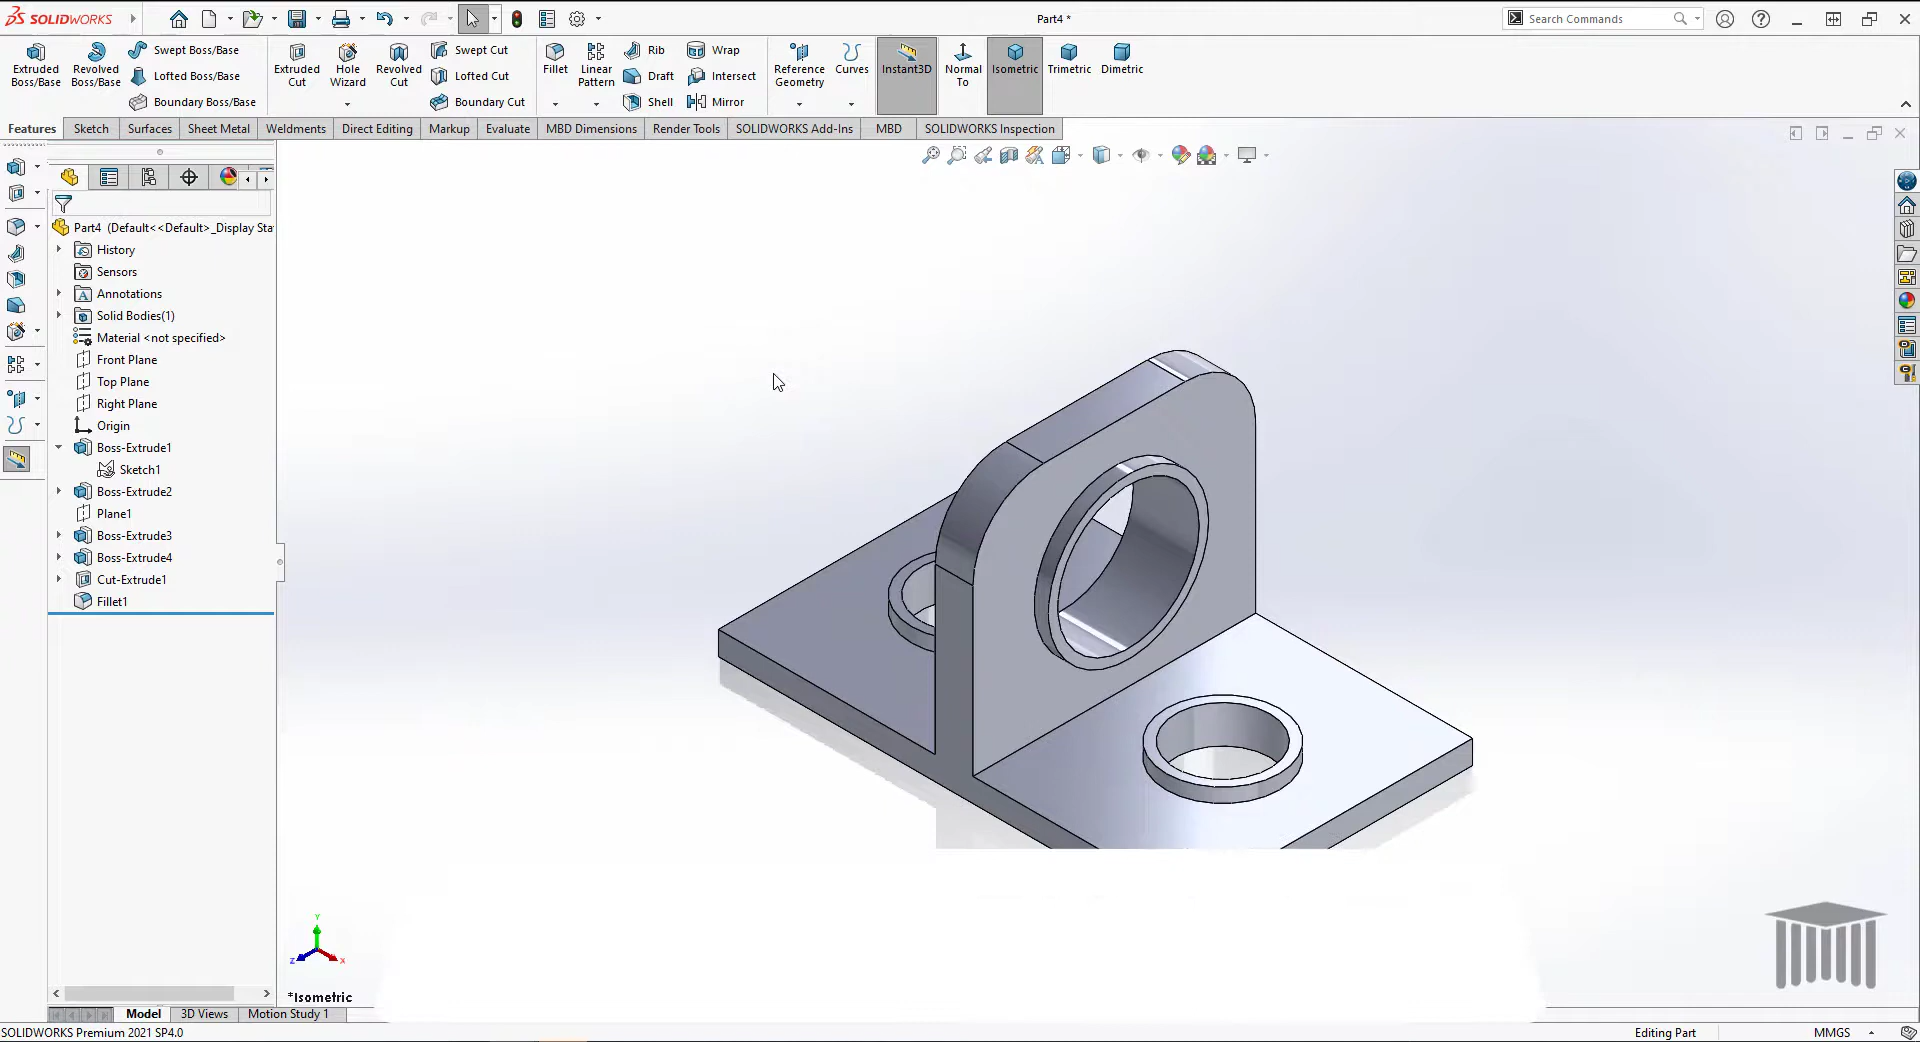 SOLIDWORKS
Part4 *
Search Commands
Extruded Boss/Base
Revolved Boss/Base
Swept Boss/Base
Lofted Boss/Base
Boundary Boss/Base
Extruded Cut
Hole Wizard
Revolved Cut
Swept Cut
Lofted Cut
Boundary Cut
Fillet
Linear Pattern
Rib
Draft
Shell
Wrap
Intersect
Mirror
Reference Geometry
Curves
Instant3D
Normal To
Isometric
Trimetric
Dimetric
Features
Sketch
Surfaces
Sheet Metal
Weldments
Direct Editing
Markup
Evaluate
MBD Dimensions
Render Tools
SOLIDWORKS Add-Ins
MBD
SOLIDWORKS Inspection
Part4 (Default<<Default>_Display Sta
History
Sensors
Annotations
Solid Bodies(1)
Material <not specified>
Front Plane
Top Plane
Right Plane
Origin
Boss-Extrude1
Sketch1
Boss-Extrude2
Plane1
Boss-Extrude3
Boss-Extrude4
Cut-Extrude1
Fillet1
Y
Z
X
*Isometric
Model
3D Views
Motion Study 1
SOLIDWORKS Premium 2021 SP4.0
Editing Part
MMGS